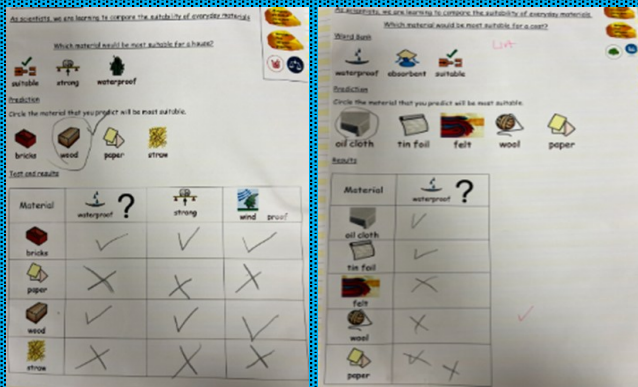 As scientists, we are learning to compare the suitability of everyday materials
Which material would be most suitable for a house?
suitable strong waterproof
Prediction
Circle the material that you predict will be most suitable.
bricks wood paper straw
Test and results
Material waterproof ? strong wind proof
bricks
paper
wood
straw
As scientists, we are learning to compare the suitability of everyday materials
Which material would be most suitable for a coat?
Word Bank
waterproof absorbent suitable
Prediction
Circle the material that you predict will be most suitable.
oil cloth tin foil felt wool paper
Results
Material waterproof ?
oil cloth
tin foil
felt
wool
paper